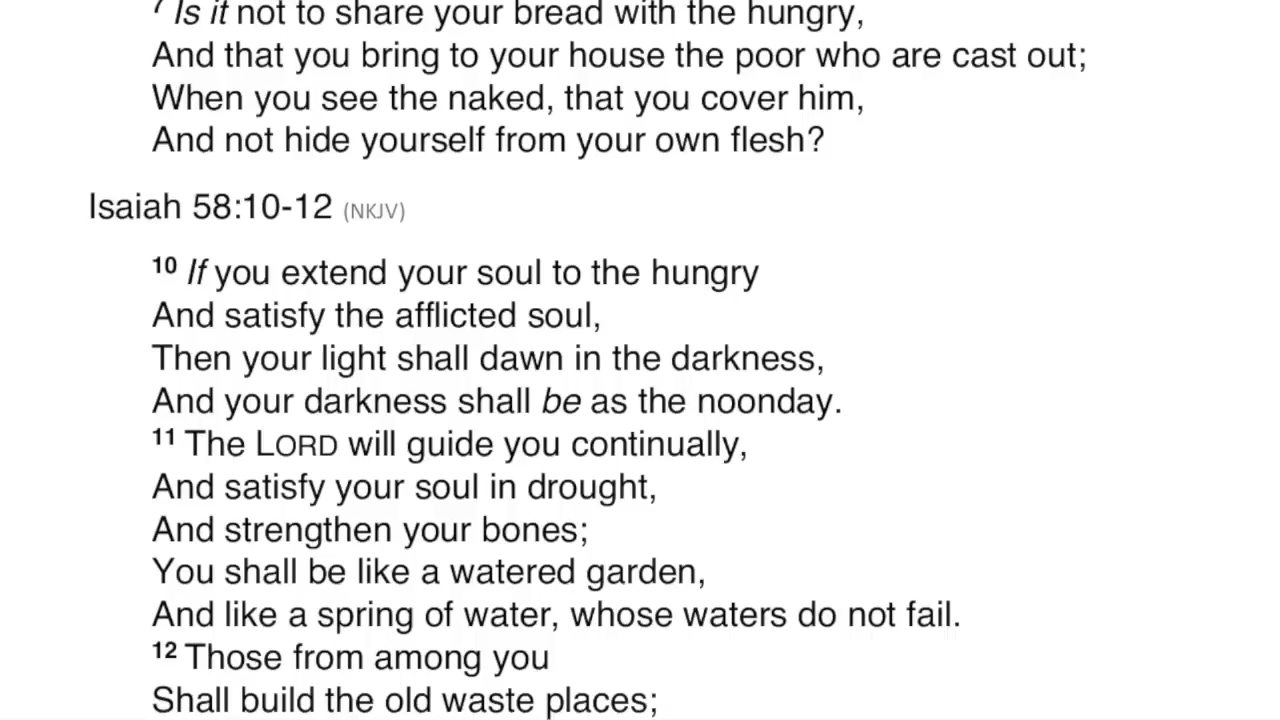 7 Is it not to share your bread with the hungry,
And that you bring to your house the poor who are cast out;
When you see the naked, that you cover him,
And not hide yourself from your own flesh?
Isaiah 58:10-12 (NKJV)
10 If you extend your soul to the hungry
And satisfy the afflicted soul,
Then your light shall dawn in the darkness,
And your darkness shall be as the noonday.
11 The LORD will guide you continually,
And satisfy your soul in drought,
And strengthen your bones;
You shall be like a watered garden,
And like a spring of water, whose waters do not fail.
12 Those from among you
Shall build the old waste places;